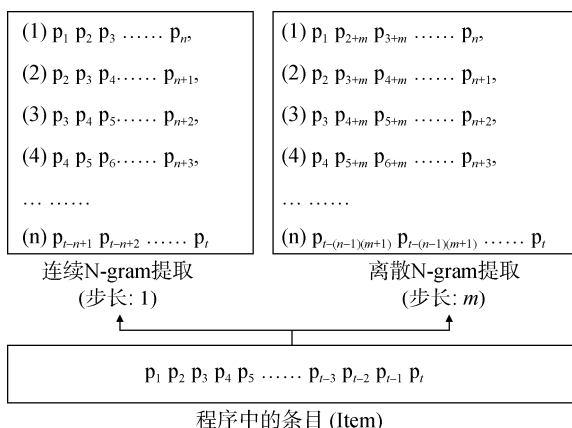 (1) p₁ p₂ p₃ …… pₙ,
(2) p₂ p₃ p₄…… pₙ₊₁,
(3) p₃ p₄ p₅…… pₙ₊₂,
(4) p₄ p₅ p₆…… pₙ₊₃,
… ……
(n) pₜ₋ₙ₊₁ pₜ₋ₙ₊₂ …… pₜ
连续N-gram提取
(步长: 1)
(1) p₁ p₂₊ₘ p₃₊ₘ …… pₙ,
(2) p₂ p₃₊ₘ p₄₊ₘ …… pₙ₊₁,
(3) p₃ p₄₊ₘ p₅₊ₘ …… pₙ₊₂,
(4) p₄ p₅₊ₘ p₆₊ₘ …… pₙ₊₃,
… ……
(n) pₜ₋₍ₙ₋₁₎₍ₘ₊₁₎ pₜ₋₍ₙ₋₁₎₍ₘ₊₁₎ …… pₜ
离散N-gram提取
(步长: m)
p₁ p₂ p₃ p₄ p₅ …… pₜ₋₃ pₜ₋₂ pₜ₋₁ pₜ
程序中的条目 (Item)